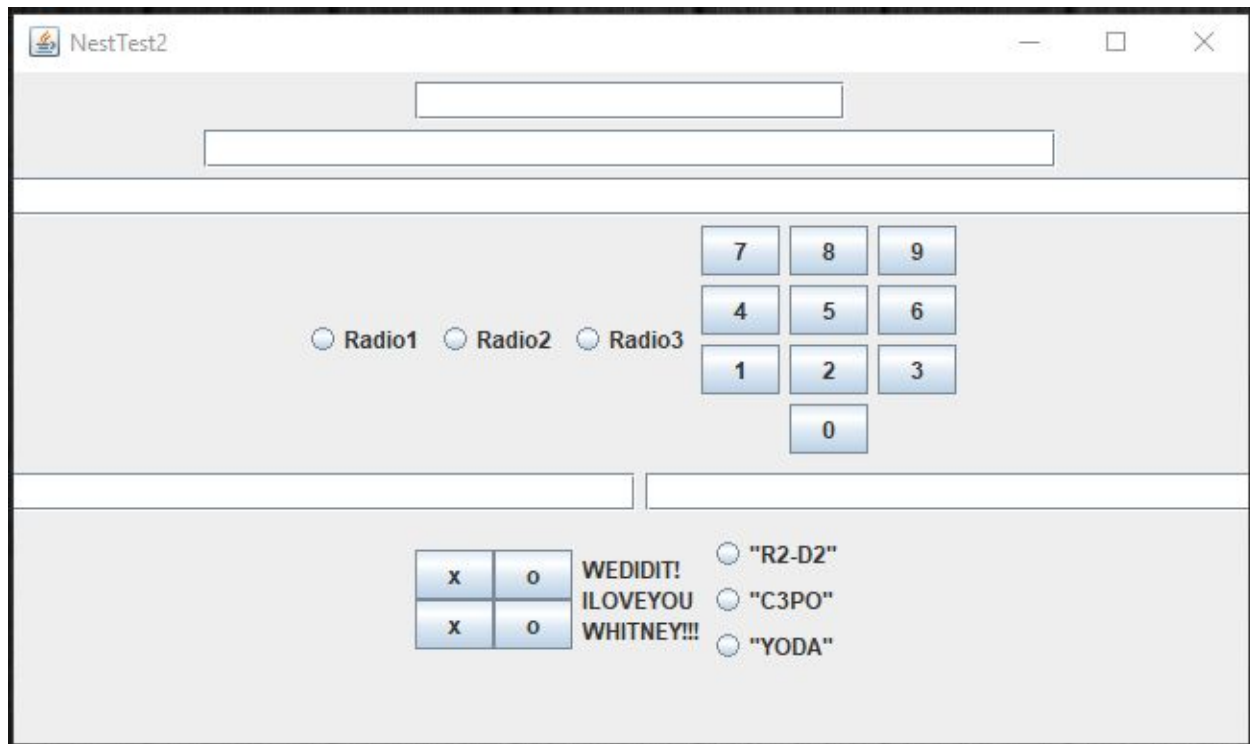 NestTest2
7 8 9
4 5 6
Radio1 Radio2 Radio3
1 2 3
0
x o
x o
WEDIDIT!
ILOVEYOU
WHITNEY!!!
"R2-D2"
"C3PO"
"YODA"